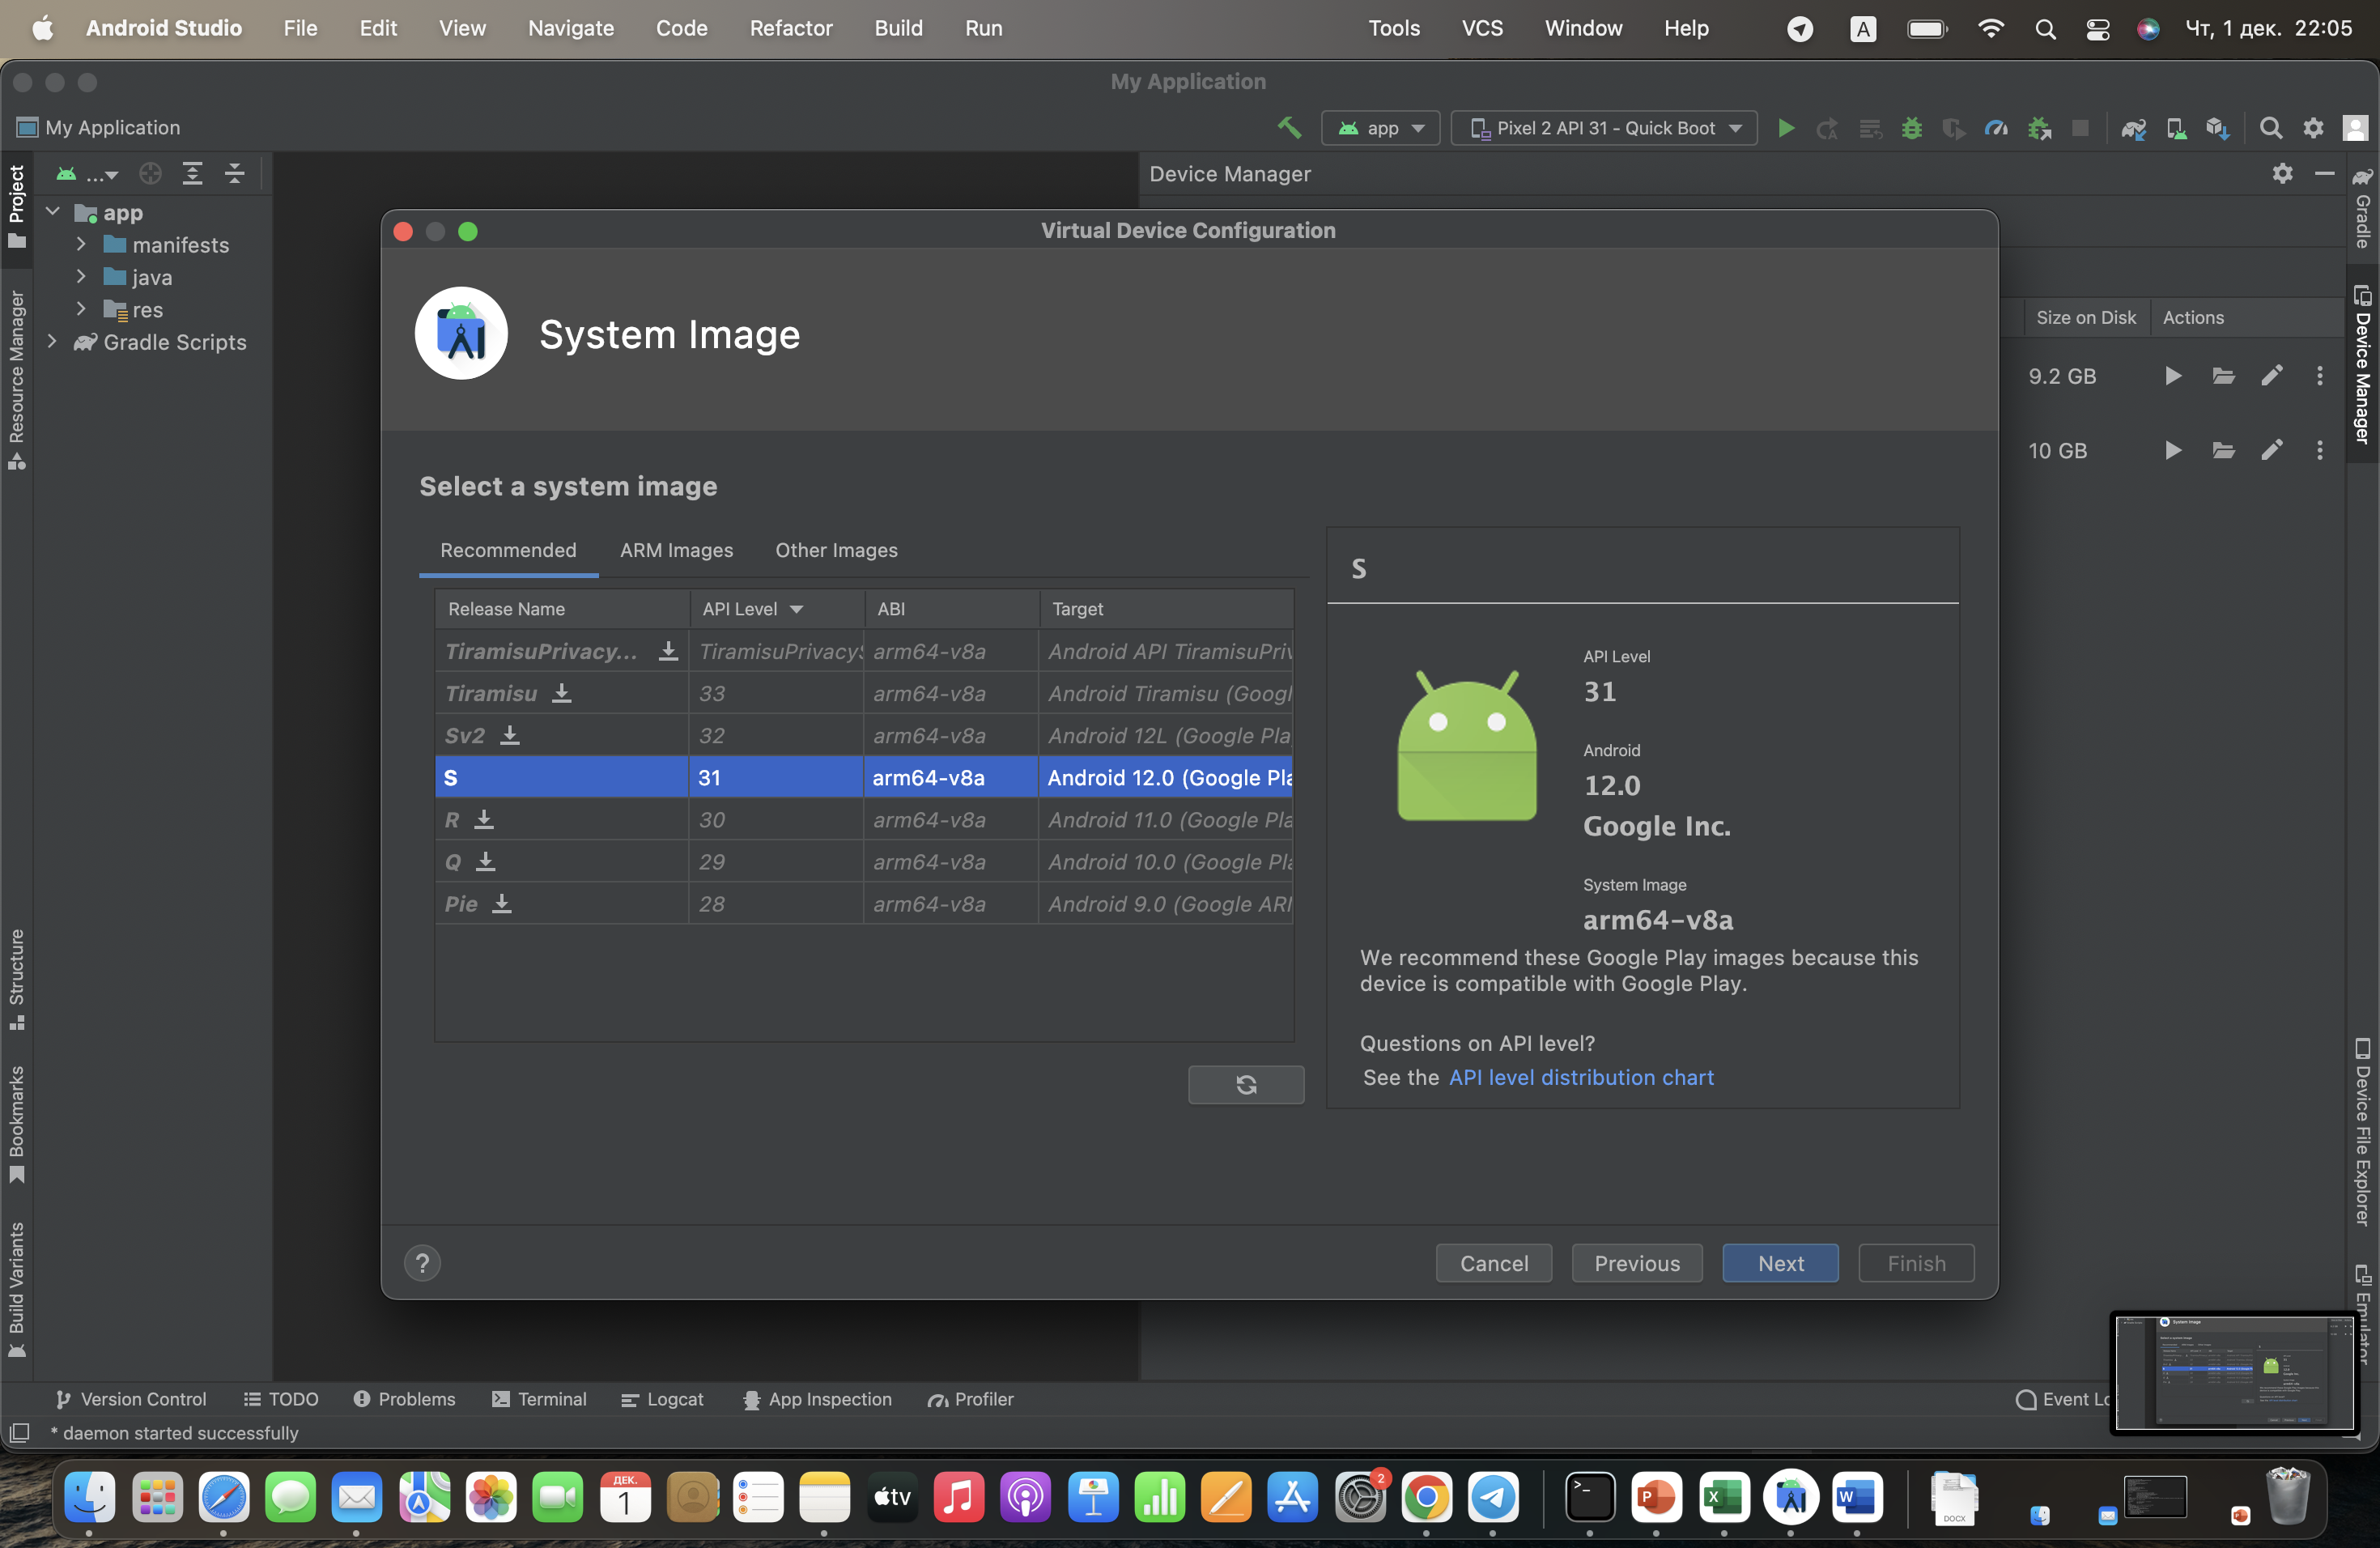 Android Studio File Edit View Navigate Code Refactor Build Run Tools VCS Window Help A Чт, 1 дек. 22:05
My Application
My Application app Pixel 2 API 31 - Quick Boot
Project
Resource Manager
Structure
Bookmarks
Build Variants
...
app
manifests
java
res
Gradle Scripts
Device Manager
Size on Disk Actions
9.2 GB
10 GB
Gradle
Device Manager
Device File Explorer
Emulator
Virtual Device Configuration
System Image
Select a system image
Recommended ARM Images Other Images
Release Name API Level ABI Target
TiramisuPrivacy... TiramisuPrivacyS arm64-v8a Android API TiramisuPriv
Tiramisu 33 arm64-v8a Android Tiramisu (Googl
Sv2 32 arm64-v8a Android 12L (Google Pla
S 31 arm64-v8a Android 12.0 (Google Pla
R 30 arm64-v8a Android 11.0 (Google Pla
Q 29 arm64-v8a Android 10.0 (Google Pla
Pie 28 arm64-v8a Android 9.0 (Google ARM
S
API Level
31
Android
12.0
Google Inc.
System Image
arm64-v8a
We recommend these Google Play images because this
device is compatible with Google Play.
Questions on API level?
See the API level distribution chart
? Cancel Previous Next Finish
Version Control TODO Problems Terminal Logcat App Inspection Profiler Event Lo
* daemon started successfully
ДЕК.
1
tv
2
P
X
W
DOCX